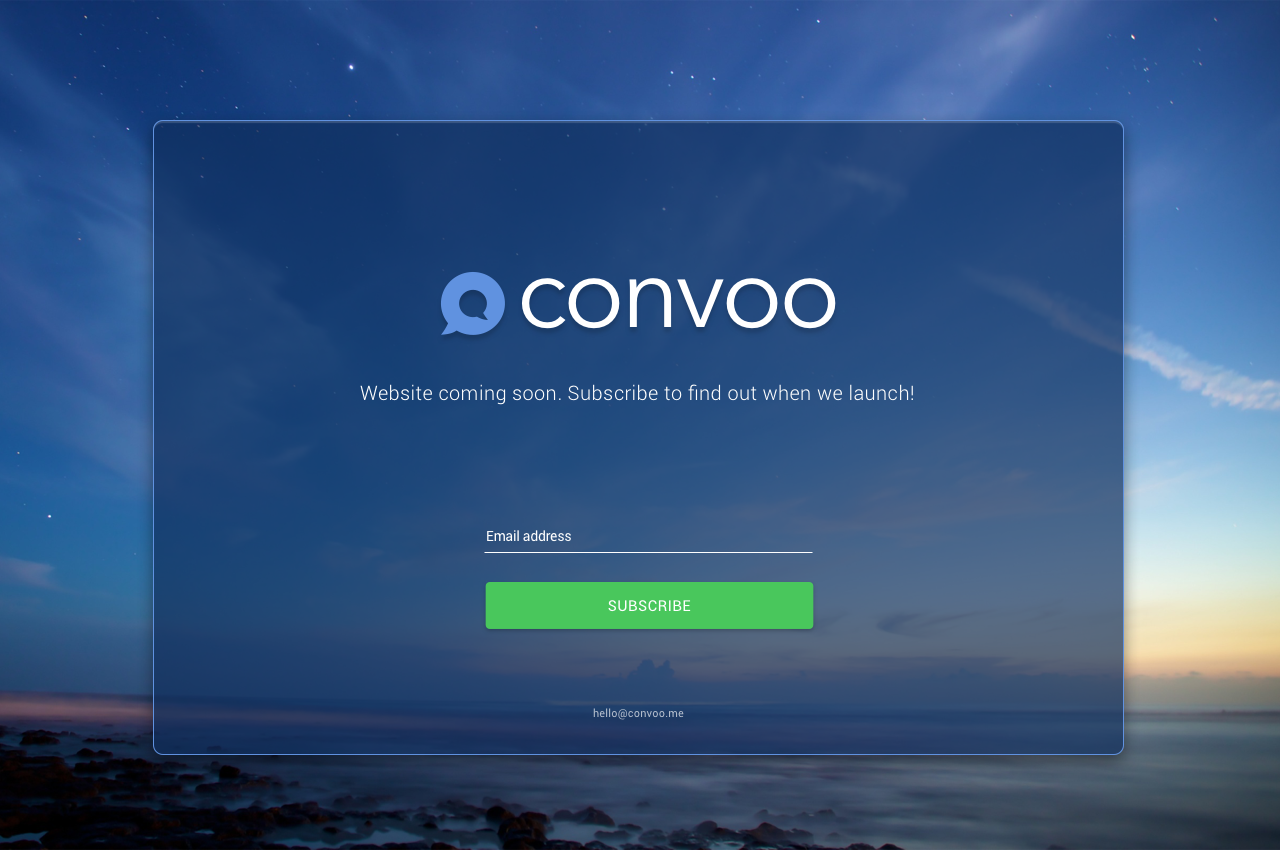 convoo
Website coming soon. Subscribe to find out when we launch!
Email address
SUBSCRIBE
hello@convoo.me